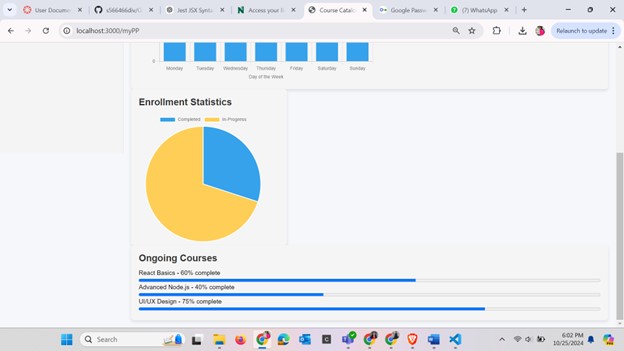 User Docume
s566466dlw/f
Jest JSX Synta
Access your B
Course Catalo
Google Passw
(7) WhatsApp
localhost:3000/myPP
Relaunch to update
0
Monday Tuesday Wednesday Thursday Friday Saturday Sunday
Day of the Week
Enrollment Statistics
Completed In-Progress
Ongoing Courses
React Basics - 60% complete
Advanced Node.js - 40% complete
UI/UX Design - 75% complete
Search
6:02 PM
10/25/2024